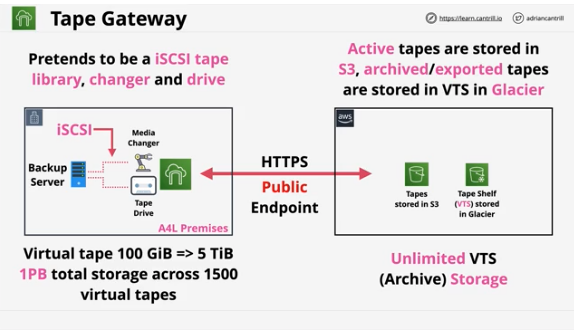 Tape Gateway
https://learn.cantrill.io
adriancantrill
Pretends to be a iSCSI tape
library, changer and drive
Active tapes are stored in
S3, archived/exported tapes
are stored in VTS in Glacier
iSCSI
Media
Changer
Backup
Server
Tape
Drive
A4L Premises
HTTPS
Public
Endpoint
aws
Tapes
stored in S3
Tape Shelf
(VTS) stored
in Glacier
Virtual tape 100 GiB => 5 TiB
1PB total storage across 1500
virtual tapes
Unlimited VTS
(Archive) Storage